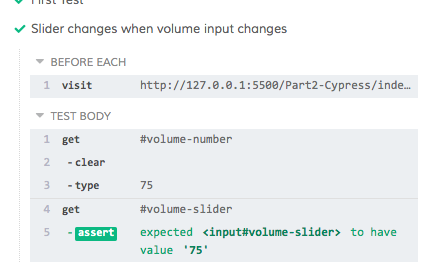 First Test
Slider changes when volume input changes
BEFORE EACH
1 visit http://127.0.0.1:5500/Part2-Cypress/inde…
TEST BODY
1 get #volume-number
2 -clear
3 -type 75
4 get #volume-slider
5 -assert expected <input#volume-slider> to have
value '75'